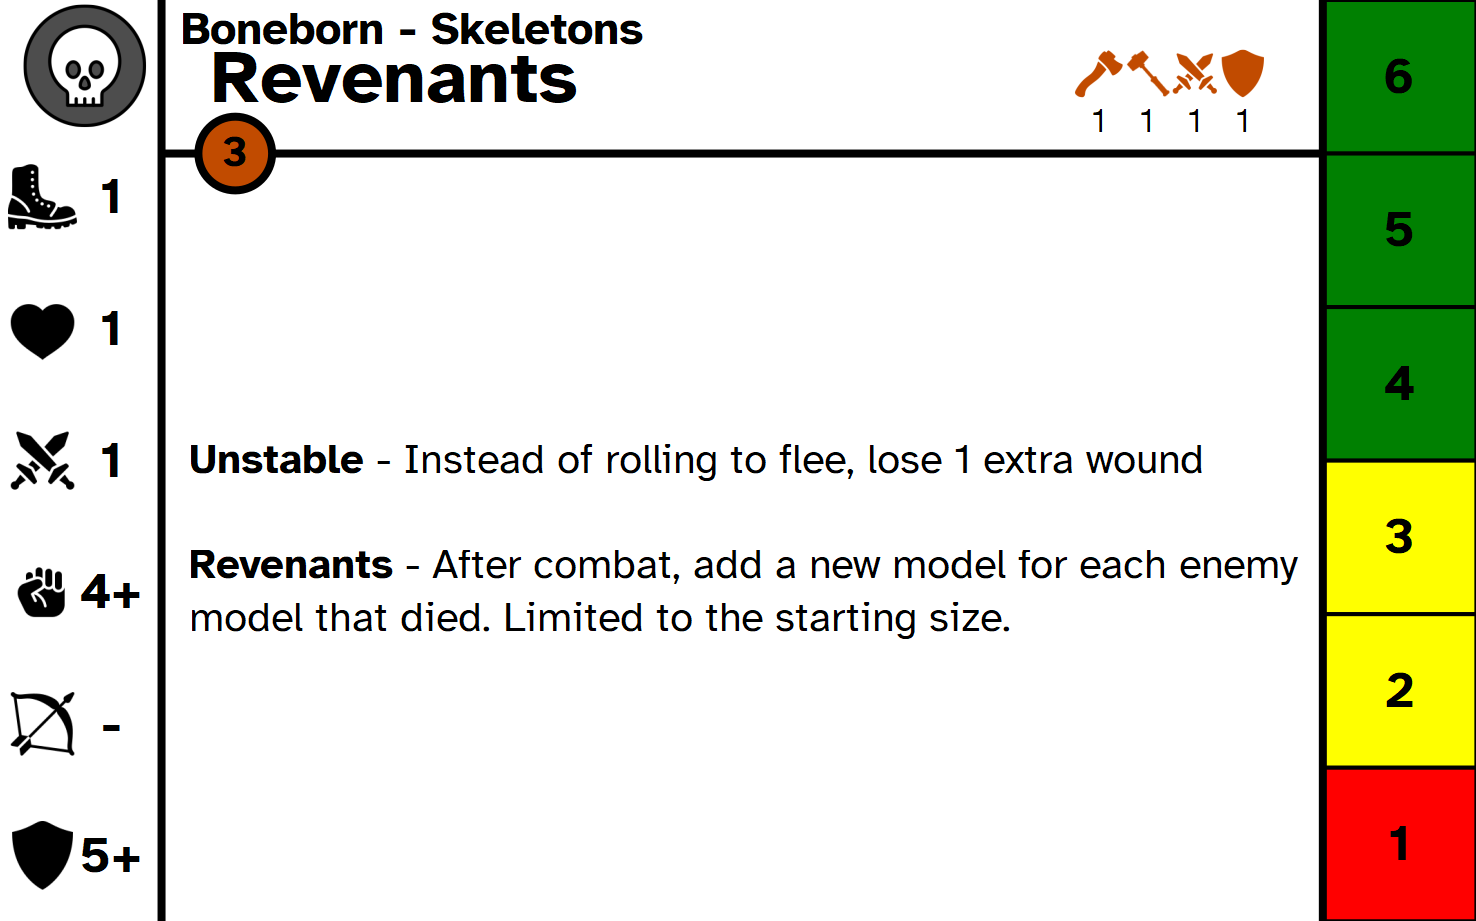 Boneborn - Skeletons
Revenants
1 1 1 1
3
1
1
1
4+
-
5+
Unstable - Instead of rolling to flee, lose 1 extra wound
Revenants - After combat, add a new model for each enemy
model that died. Limited to the starting size.
6
5
4
3
2
1